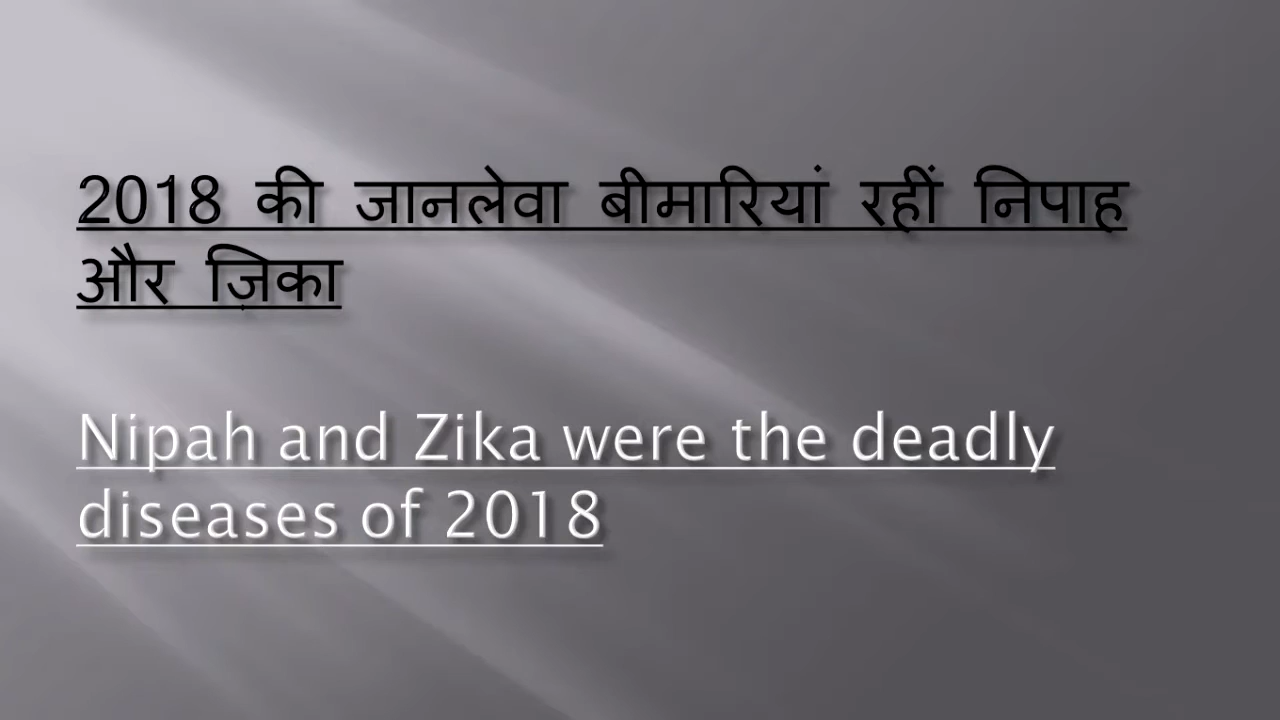 2018 की जानलेवा बीमारियां रहीं निपाह
और ज़िका
Nipah and Zika were the deadly
diseases of 2018